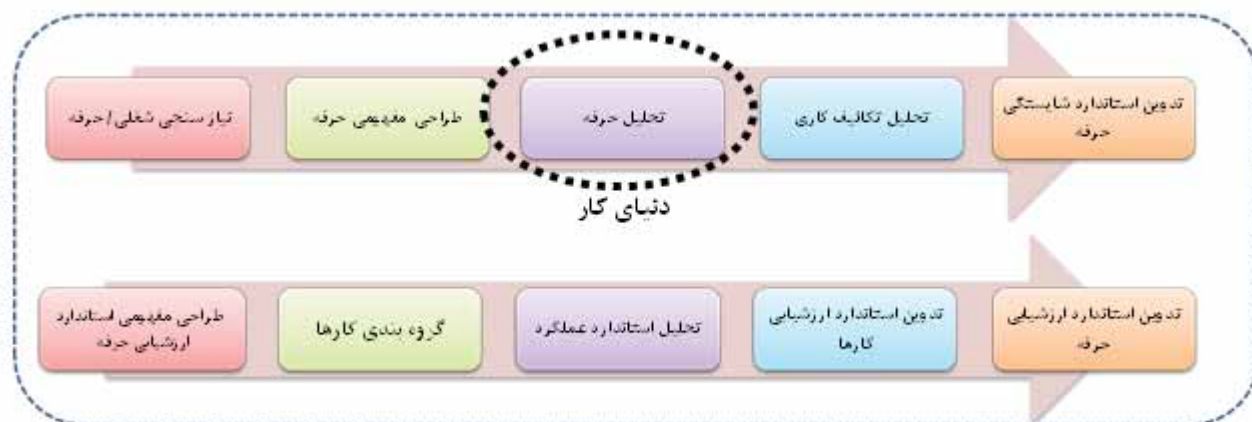 نیاز سنجی شغلی/حرفه
طراحی مفهومی حرفه
تحلیل حرفه
تحلیل تکالیف کاری
تدوین استاندارد شایستگی
حرفه
دنیای کار
طراحی مفهومی استاندارد
ارزشیابی حرفه
گروه بندی کارها
تحلیل استاندارد عملکرد
تدوین استاندارد ارزشیابی
کارها
تدوین استاندارد ارزشیابی
حرفه